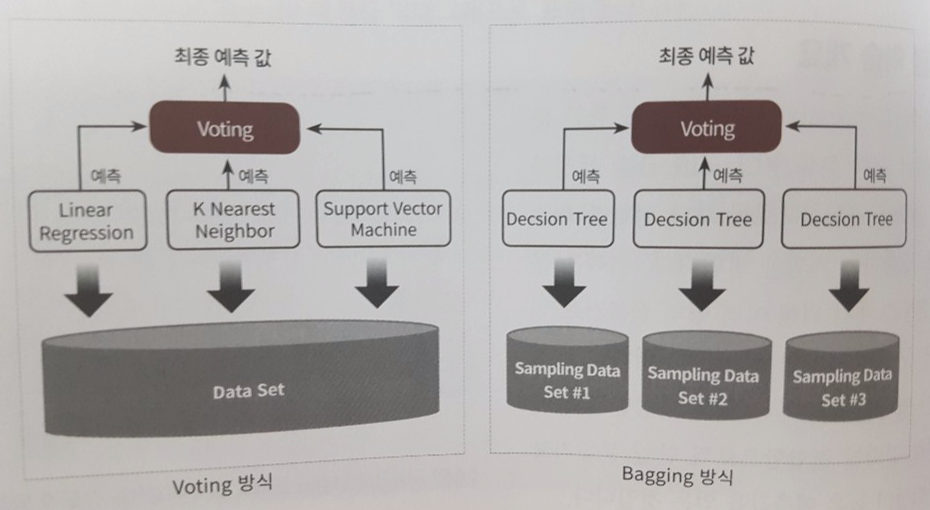 최종 예측 값
Voting
예측
예측
예측
Linear
Regression
K Nearest
Neighbor
Support Vector
Machine
Data Set
Voting 방식
최종 예측 값
Voting
예측
예측
예측
Decsion Tree
Decsion Tree
Decsion Tree
Sampling Data
Set #1
Sampling Data
Set #2
Sampling Data
Set #3
Bagging 방식